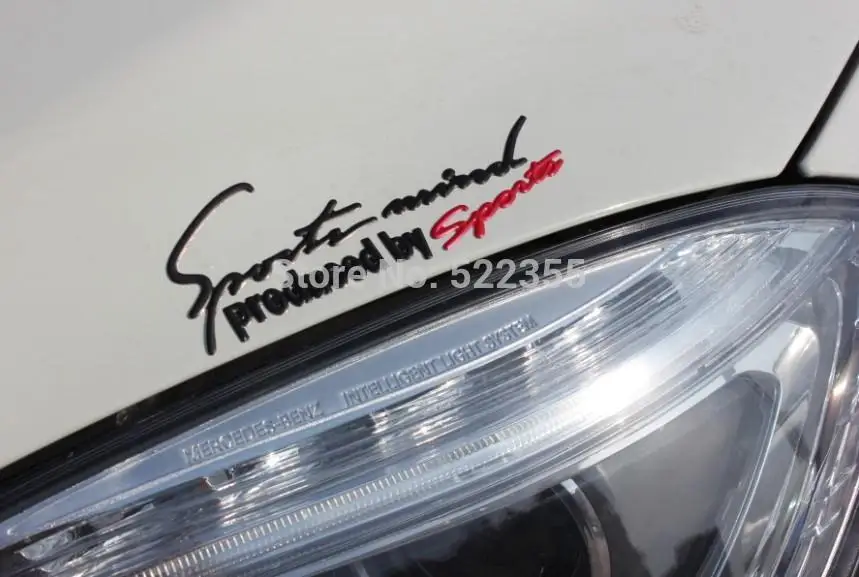 Sports mind
produced by Sports
Store No. 522355
MERCEDES-BENZ INTELLIGENT LIGHT SYSTEM